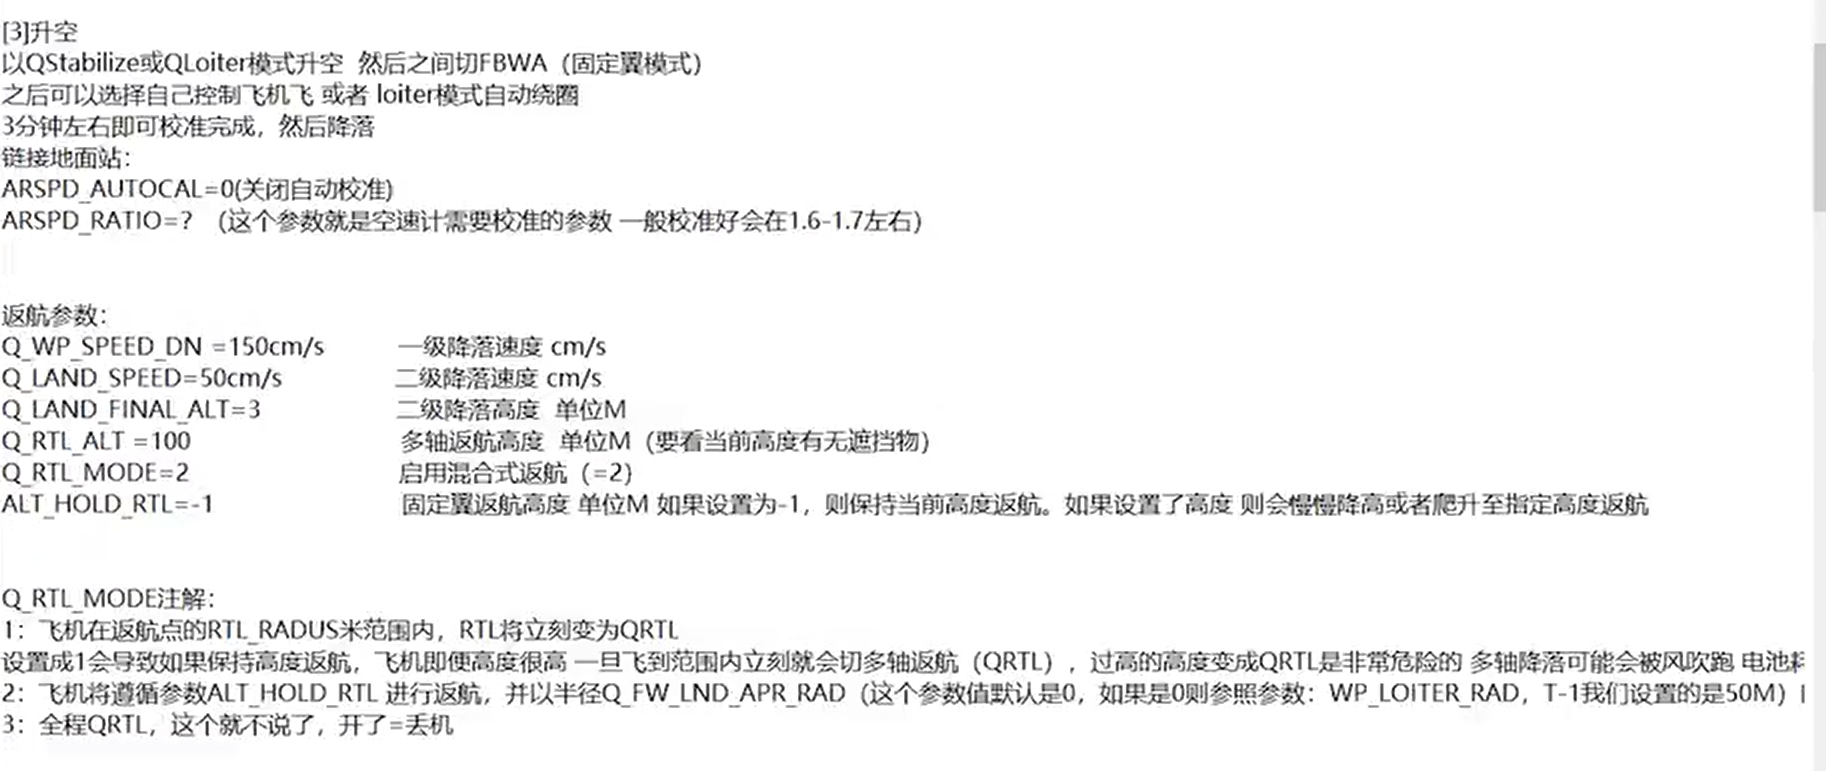 [3]升空
以QStabilize或QLoiter模式升空 然后之间切FBWA（固定翼模式）
之后可以选择自己控制飞机飞 或者 loiter模式自动绕圈
3分钟左右即可校准完成，然后降落
链接地面站：
ARSPD_AUTOCAL=0(关闭自动校准)
ARSPD_RATIO=？（这个参数就是空速计需要校准的参数 一般校准好会在1.6-1.7左右）
返航参数：
Q_WP_SPEED_DN =150cm/s 一级降落速度 cm/s
Q_LAND_SPEED=50cm/s 二级降落速度 cm/s
Q_LAND_FINAL_ALT=3 二级降落高度 单位M
Q_RTL_ALT =100 多轴返航高度 单位M（要看当前高度有无遮挡物）
Q_RTL_MODE=2 启用混合式返航（=2）
ALT_HOLD_RTL=-1 固定翼返航高度 单位M 如果设置为-1，则保持当前高度返航。如果设置了高度 则会慢慢降高或者爬升至指定高度返航
Q_RTL_MODE注解：
1：飞机在返航点的RTL_RADUS米范围内，RTL将立刻变为QRTL
设置成1会导致如果保持高度返航，飞机即便高度很高 一旦飞到范围内立刻就会切多轴返航（QRTL），过高的高度变成QRTL是非常危险的 多轴降落可能会被风吹跑 电池
2：飞机将遵循参数ALT_HOLD_RTL 进行返航，并以半径Q_FW_LND_APR_RAD（这个参数值默认是0，如果是0则参照参数：WP_LOITER_RAD，T-1我们设置的是50M）
3：全程QRTL，这个就不说了，开了=丢机